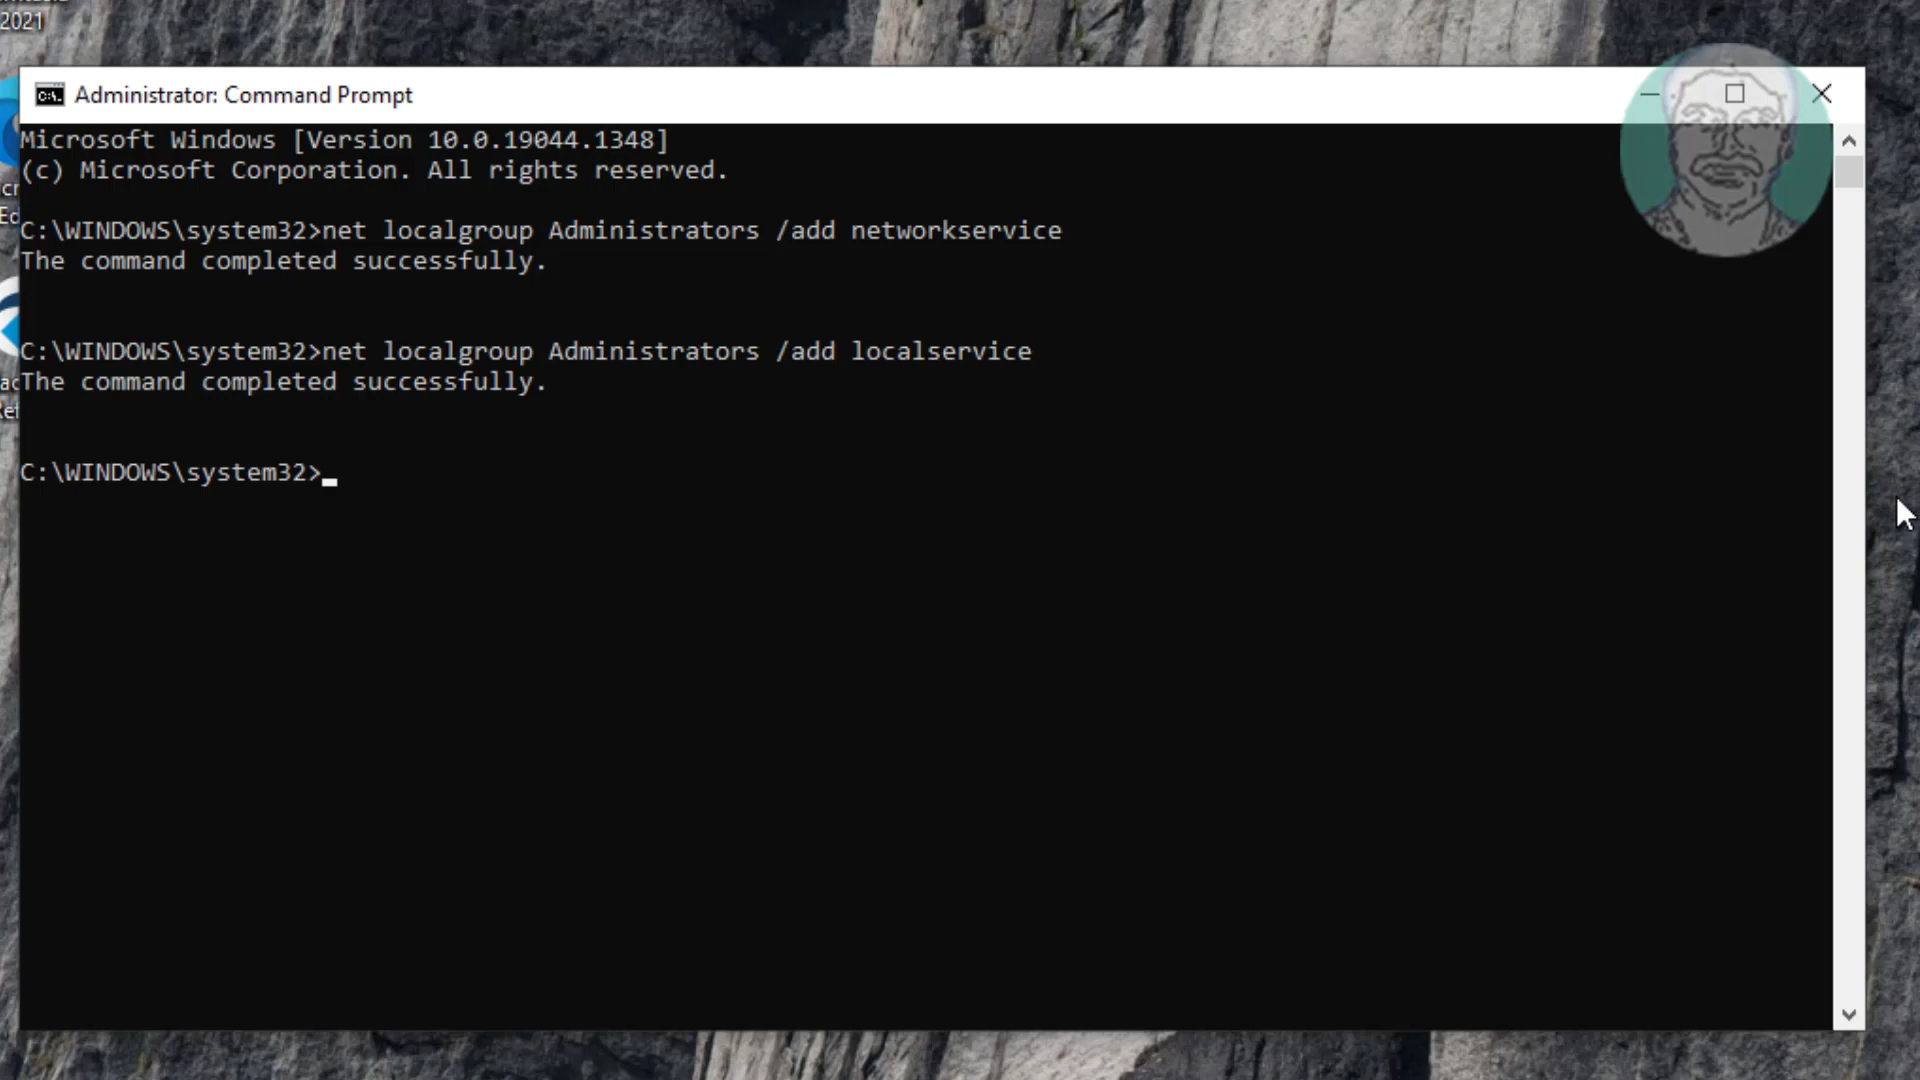 2021
Administrator: Command Prompt
Microsoft Windows [Version 10.0.19044.1348]
(c) Microsoft Corporation. All rights reserved.
C:\WINDOWS\system32>net localgroup Administrators /add networkservice
The command completed successfully.
C:\WINDOWS\system32>net localgroup Administrators /add localservice
The command completed successfully.
C:\WINDOWS\system32>